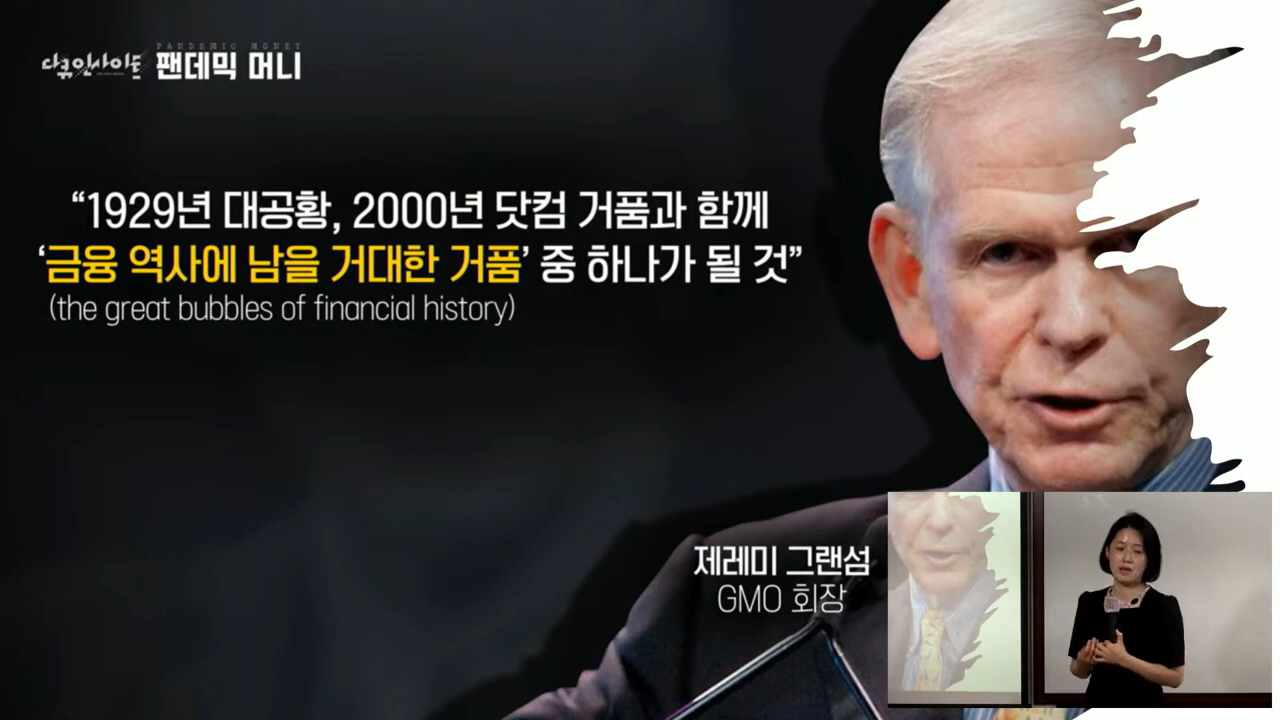 다큐인사이트
PANDEMIC MONEY
팬데믹 머니
“1929년 대공황, 2000년 닷컴 거품과 함께
‘금융 역사에 남을 거대한 거품’ 중 하나가 될 것”
(the great bubbles of financial history)
제레미 그랜섬
GMO 회장